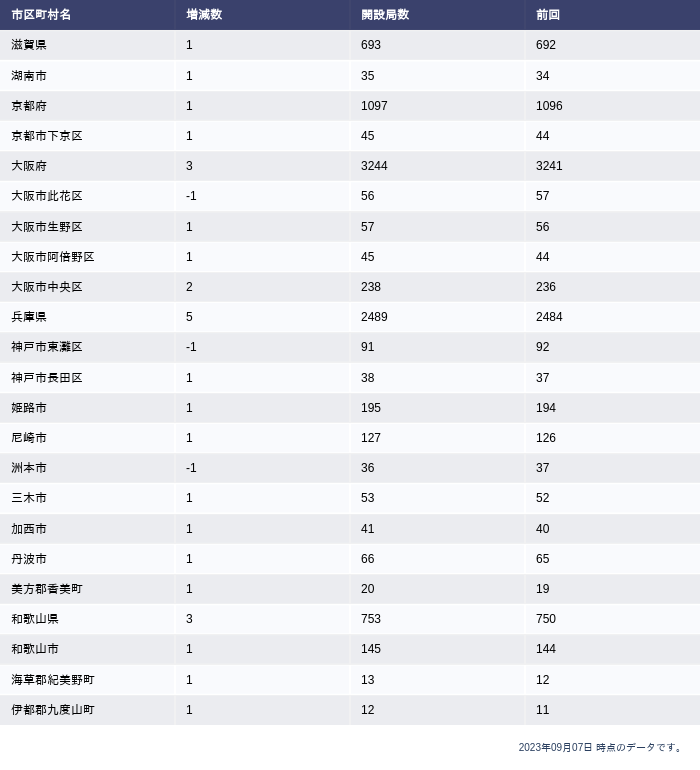 市区町村名 増減数 開設局数 前回
滋賀県 1 693 692
湖南市 1 35 34
京都府 1 1097 1096
京都市下京区 1 45 44
大阪府 3 3244 3241
大阪市此花区 -1 56 57
大阪市生野区 1 57 56
大阪市阿倍野区 1 45 44
大阪市中央区 2 238 236
兵庫県 5 2489 2484
神戸市東灘区 -1 91 92
神戸市長田区 1 38 37
姫路市 1 195 194
尼崎市 1 127 126
洲本市 -1 36 37
三木市 1 53 52
加西市 1 41 40
丹波市 1 66 65
美方郡香美町 1 20 19
和歌山県 3 753 750
和歌山市 1 145 144
海草郡紀美野町 1 13 12
伊都郡九度山町 1 12 11
2023年09月07日 時点のデータです。